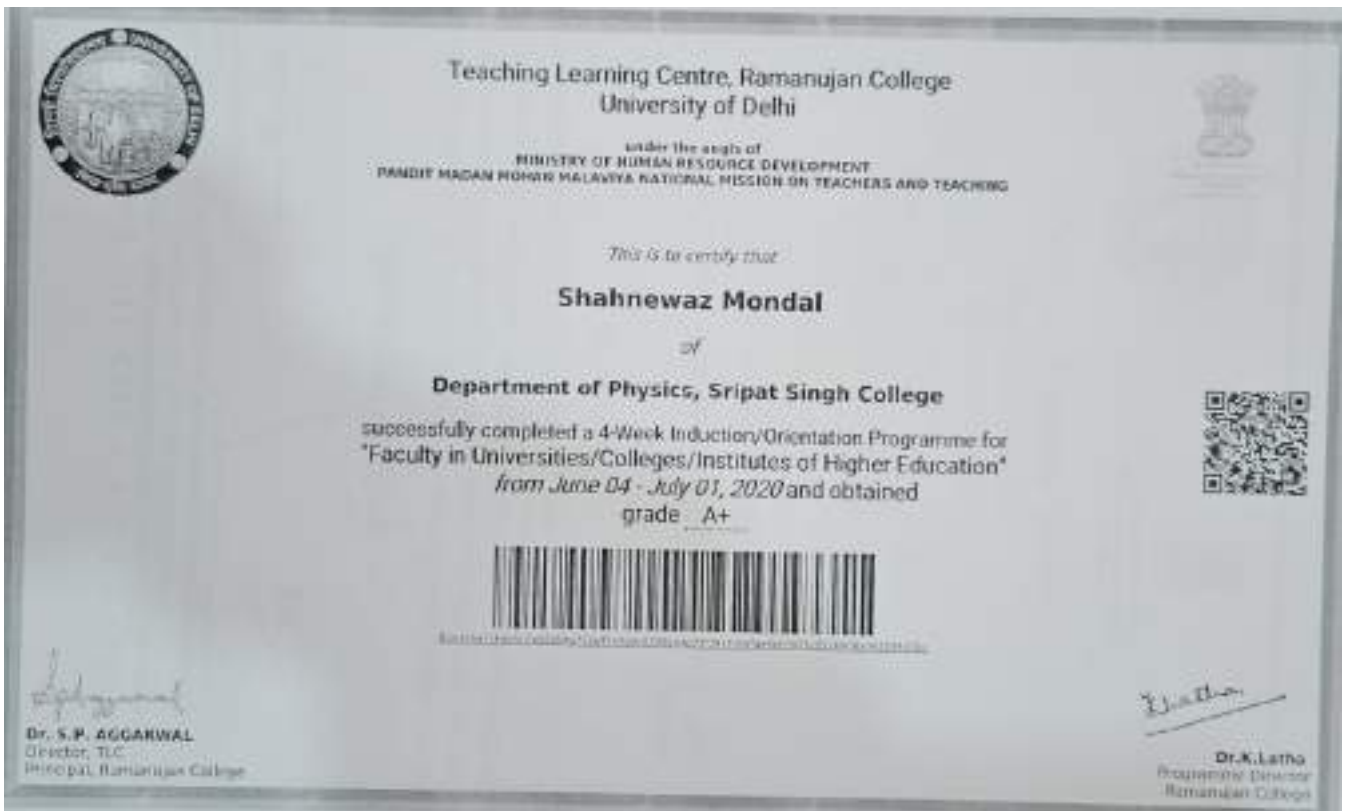 Teaching Learning Centre, Ramanujan College
University of Delhi
under the aegis of
MINISTRY OF HUMAN RESOURCE DEVELOPMENT
PANDIT MADAN MOHAN MALAVIYA NATIONAL MISSION ON TEACHERS AND TEACHING
This is to certify that
Shahnewaz Mondal
of
Department of Physics, Sripat Singh College
successfully completed a 4-Week Induction/Orientation Programme for
"Faculty in Universities/Colleges/Institutes of Higher Education"
from June 04 - July 01, 2020 and obtained
grade A+
Dr. S.P. AGGARWAL
Director, TLC
Principal, Ramanujan College
Dr.K.Latha
Programme Director
Ramanujan College